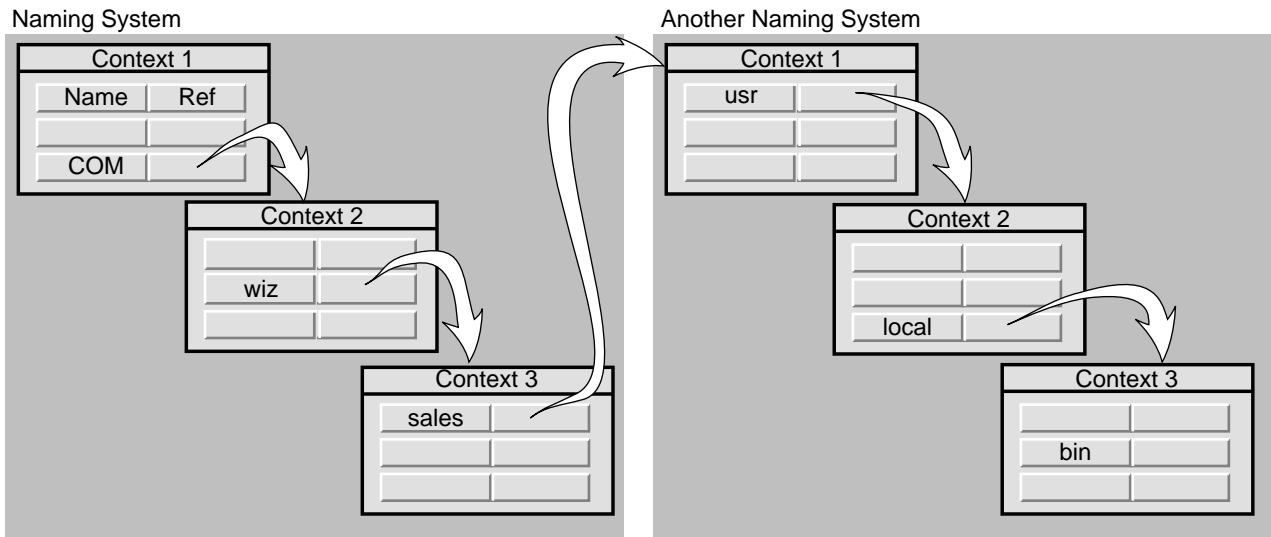 Naming System
Context 1
Name Ref
COM
Context 2
wiz
Context 3
sales
Another Naming System
Context 1
usr
Context 2
local
Context 3
bin